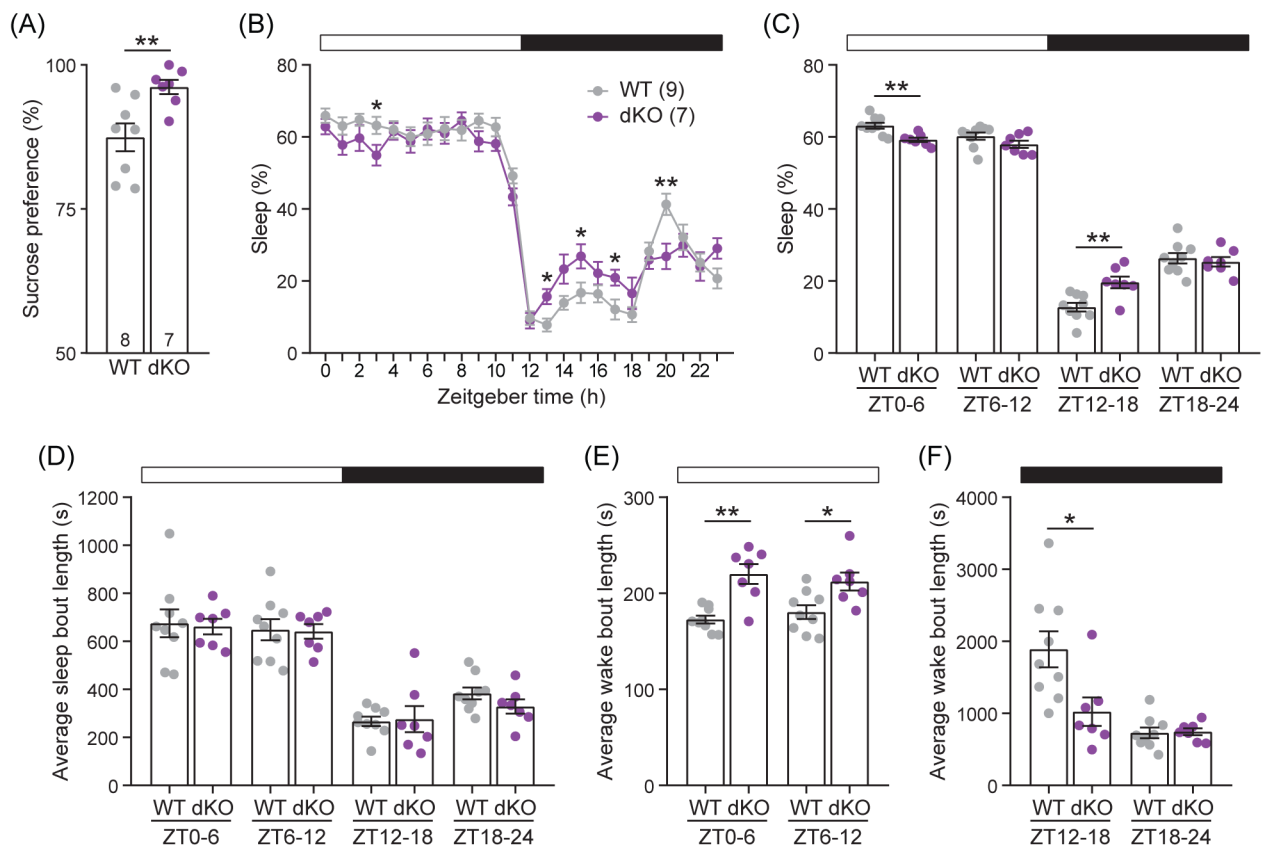 (A)
**
100
75
50
Sucrose preference (%)
8
7
WT dKO
(B)
80
60
40
20
0
Sleep (%)
WT (9)
dKO (7)
*
*
*
*
**
0 2 4 6 8 10 12 14 16 18 20 22
Zeitgeber time (h)
(C)
80
60
40
20
0
Sleep (%)
**
**
WT dKO WT dKO WT dKO WT dKO
ZT0-6 ZT6-12 ZT12-18 ZT18-24
(D)
1200
1000
800
600
400
200
0
Average sleep bout length (s)
WT dKO WT dKO WT dKO WT dKO
ZT0-6 ZT6-12 ZT12-18 ZT18-24
(E)
300
200
100
0
Average wake bout length (s)
**
*
WT dKO WT dKO
ZT0-6 ZT6-12
(F)
4000
3000
2000
1000
0
Average wake bout length (s)
*
WT dKO WT dKO
ZT12-18 ZT18-24